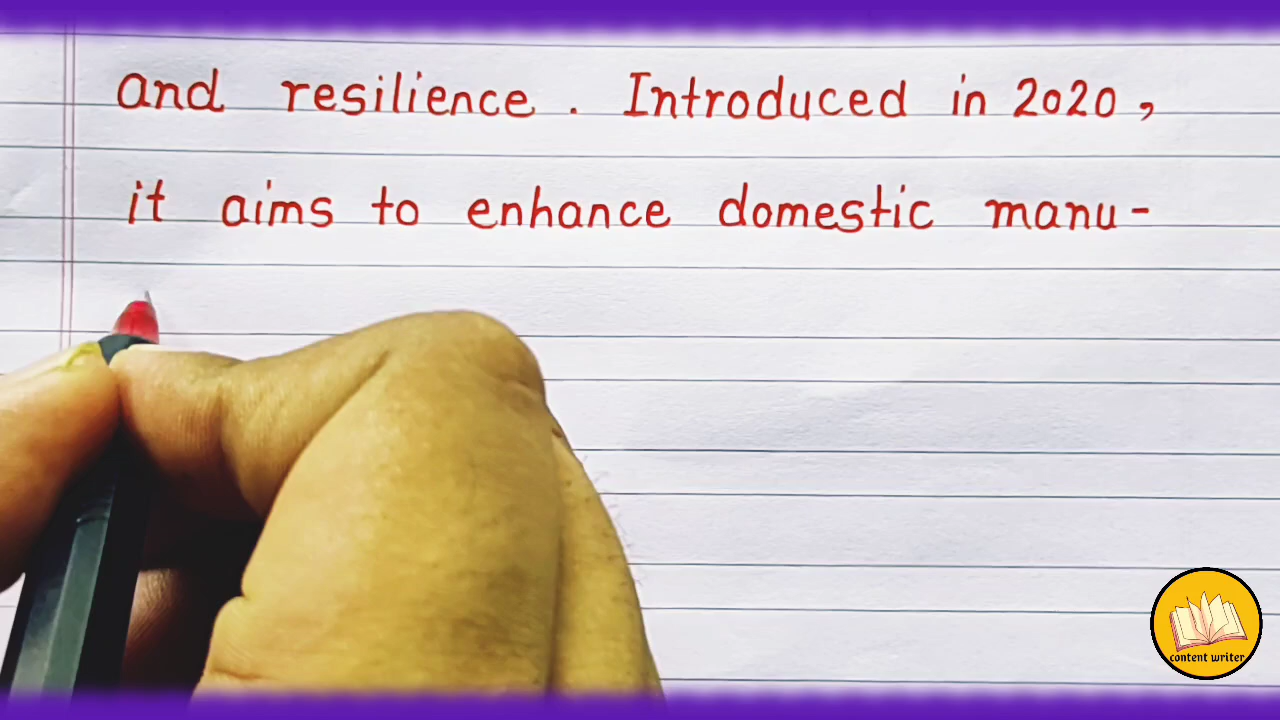 and resilience. Introduced in 2020,
it aims to enhance domestic manu-
content writer